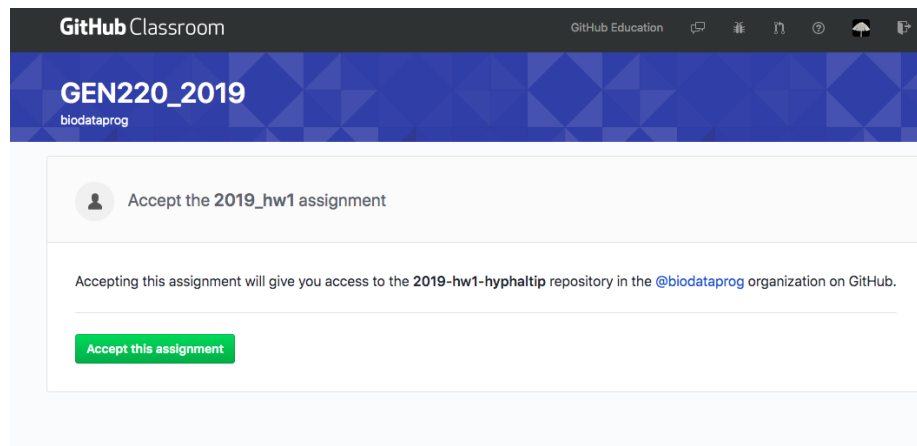 GitHub Classroom
GitHub Education
GEN220_2019
biodataprog
Accept the 2019_hw1 assignment
Accepting this assignment will give you access to the 2019-hw1-hyphaltip repository in the @biodataprog organization on GitHub.
Accept this assignment